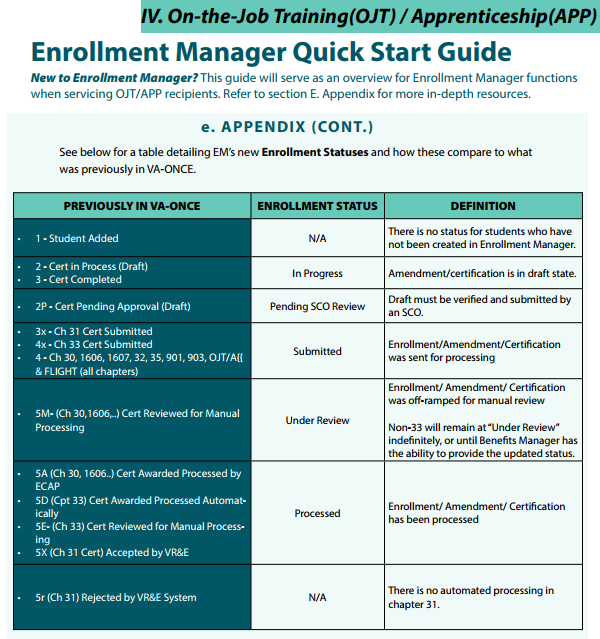 IV. On-the-Job Training(OJT) / Apprenticeship(APP)
Enrollment Manager Quick Start Guide
New to Enrollment Manager? This guide will serve as an overview for Enrollment Manager functions
when servicing OJT/APP recipients. Refer to section E. Appendix for more in-depth resources.
e. APPENDIX (CONT.)
See below for a table detailing EM's new Enrollment Statuses and how these compare to what
was previously in VA-ONCE.
PREVIOUSLY IN VA-ONCE
ENROLLMENT STATUS
DEFINITION
• 1 - Student Added
N/A
There is no status for students who have
not been created in Enrollment Manager.
• 2 - Cert in Process (Draft)
• 3 - Cert Completed
In Progress
Amendment/certification is in draft state.
• 2P - Cert Pending Approval (Draft)
Pending SCO Review
Draft must be verified and submitted by
an SCO.
• 3x - Ch 31 Cert Submitted
• 4x - Ch 33 Cert Submitted
• 4 - Ch 30, 1606, 1607, 32, 35, 901, 903, OJT/A{{
& FLIGHT (all chapters)
Submitted
Enrollment/Amendment/Certification
was sent for processing
• 5M- (Ch 30,1606,..) Cert Reviewed for Manual
Processing
Under Review
Enrollment/ Amendment/ Certification
was off-ramped for manual review
Non-33 will remain at "Under Review"
indefinitely, or until Benefits Manager has
the ability to provide the updated status.
• 5A (Ch 30, 1606..) Cert Awarded Processed by
ECAP
• 5D (Cpt 33) Cert Awarded Processed Automat-
ically
• 5E- (Ch 33) Cert Reviewed for Manual Process-
ing
• 5X (Ch 31 Cert) Accepted by VR&E
Processed
Enrollment/ Amendment/ Certification
has been processed
• 5r (Ch 31) Rejected by VR&E System
N/A
There is no automated processing in
chapter 31.